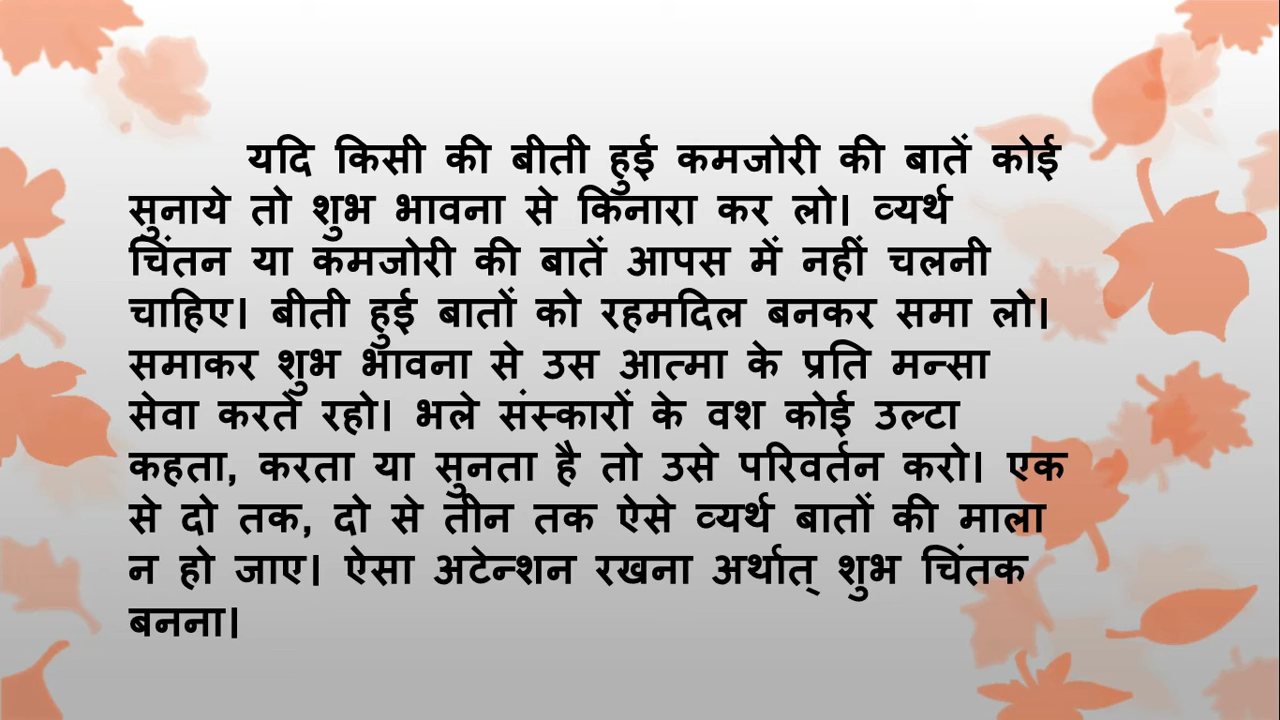 यदि किसी की बीती हुई कमजोरी की बातें कोई
सुनाये तो शुभ भावना से किनारा कर लो। व्यर्थ
चिंतन या कमजोरी की बातें आपस में नहीं चलनी
चाहिए। बीती हुई बातों को रहमदिल बनकर समा लो।
समाकर शुभ भावना से उस आत्मा के प्रति मन्सा
सेवा करते रहो। भले संस्कारों के वश कोई उल्टा
कहता, करता या सुनता है तो उसे परिवर्तन करो। एक
से दो तक, दो से तीन तक ऐसे व्यर्थ बातों की माला
न हो जाए। ऐसा अटेन्शन रखना अर्थात् शुभ चिंतक
बनना।